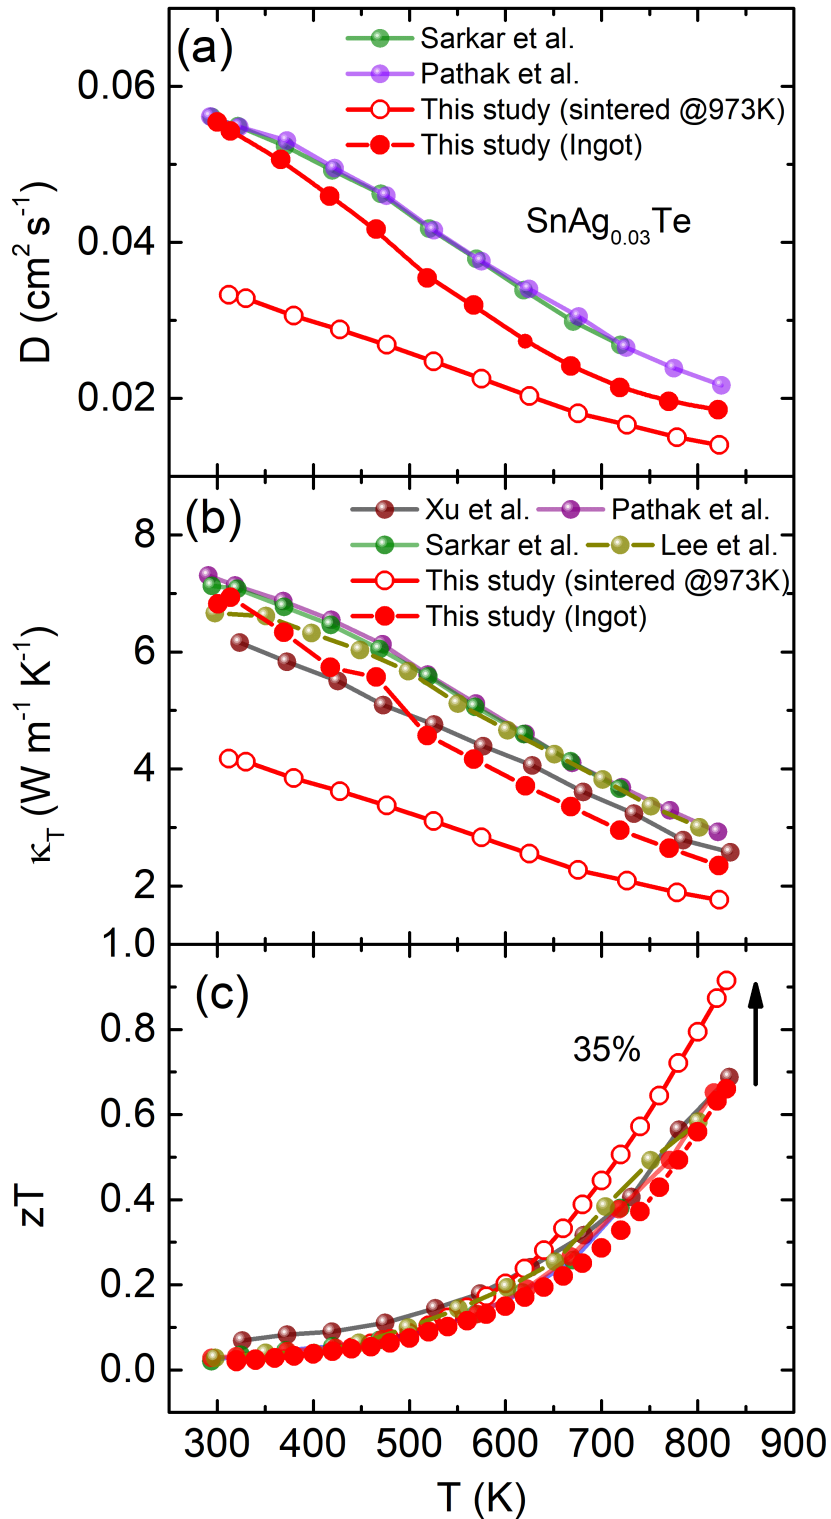 (a)
Sarkar et al.
Pathak et al.
This study (sintered @973K)
This study (Ingot)
SnAg₀.₀₃Te
0.06
0.04
0.02
D (cm² s⁻¹)
(b)
Xu et al. Pathak et al.
Sarkar et al. Lee et al.
This study (sintered @973K)
This study (Ingot)
8
6
4
2
κ_T (W m⁻¹ K⁻¹)
(c)
35%
1.0
0.8
0.6
0.4
0.2
0.0
zT
300 400 500 600 700 800 900
T (K)